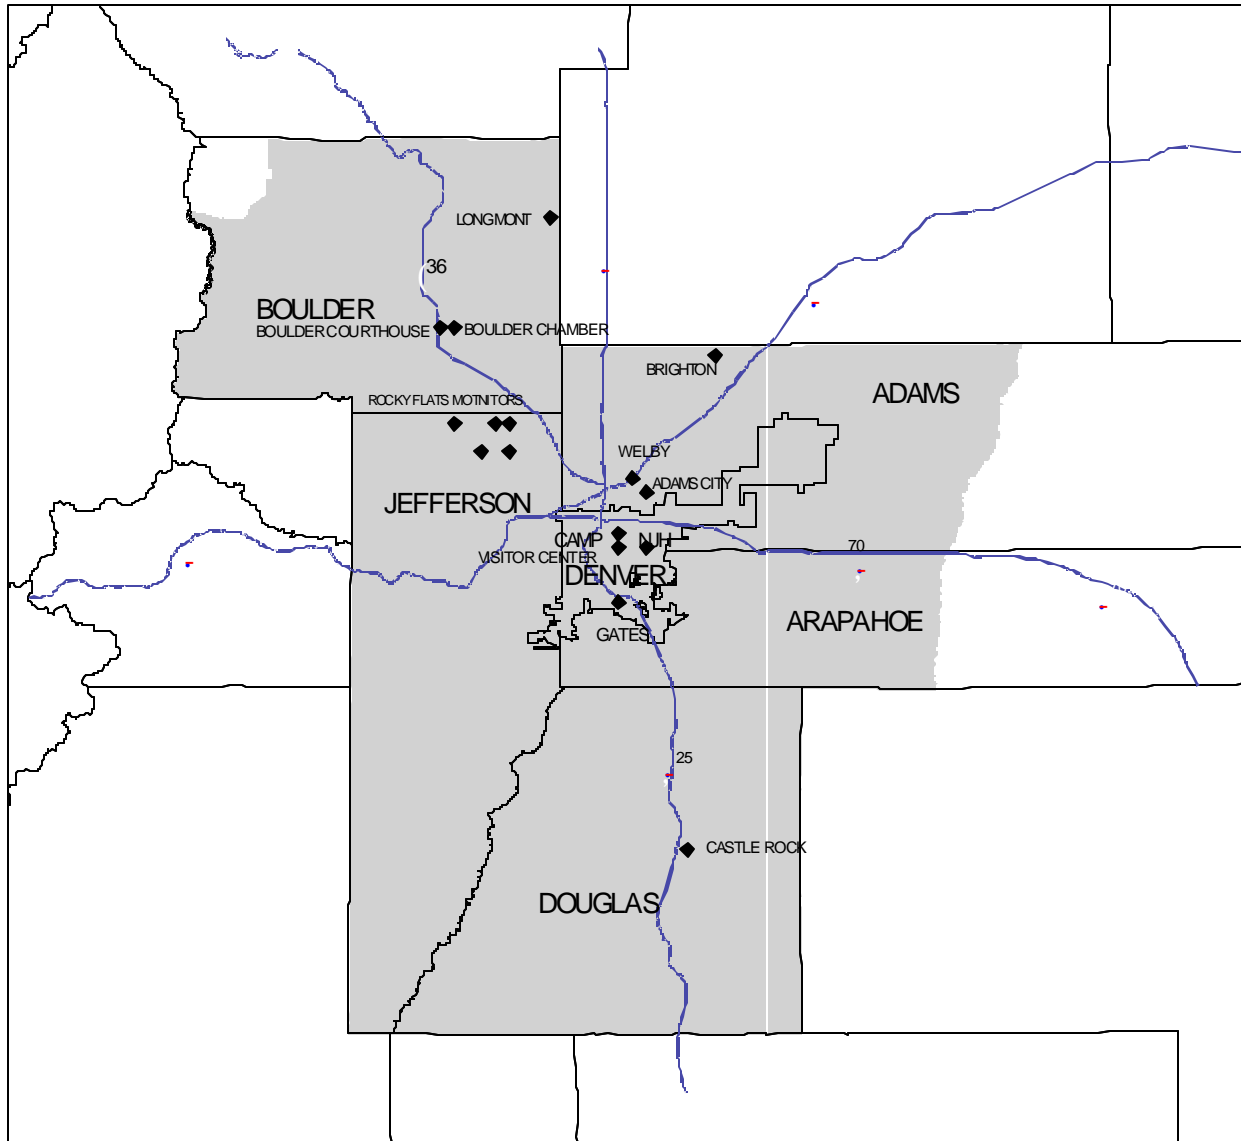 LONGMONT
36
BOULDER
BOULDER COURTHOUSE
BOULDER CHAMBER
BRIGHTON
ADAMS
ROCKY FLATS MOTNITORS
WELBY
ADAMS CITY
JEFFERSON
CAMP
NJH
VISITOR CENTER
70
DENVER
ARAPAHOE
GATES
25
CASTLE ROCK
DOUGLAS